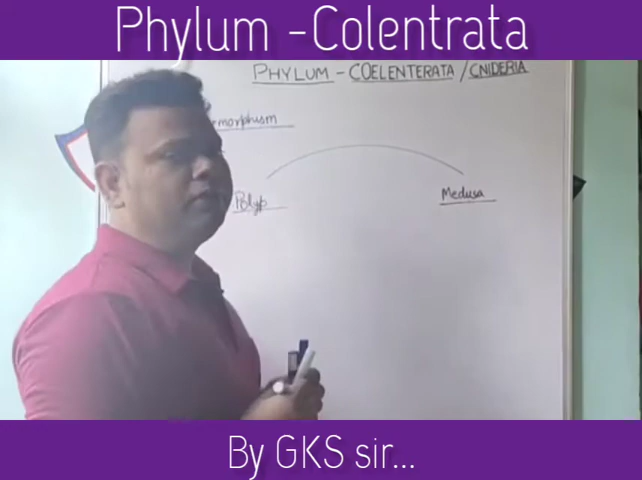 Phylum -Colentrata
PHYLUM - COELENTERATA / CNIDERIA
morphism
Polyp
Medusa
By GKS sir...